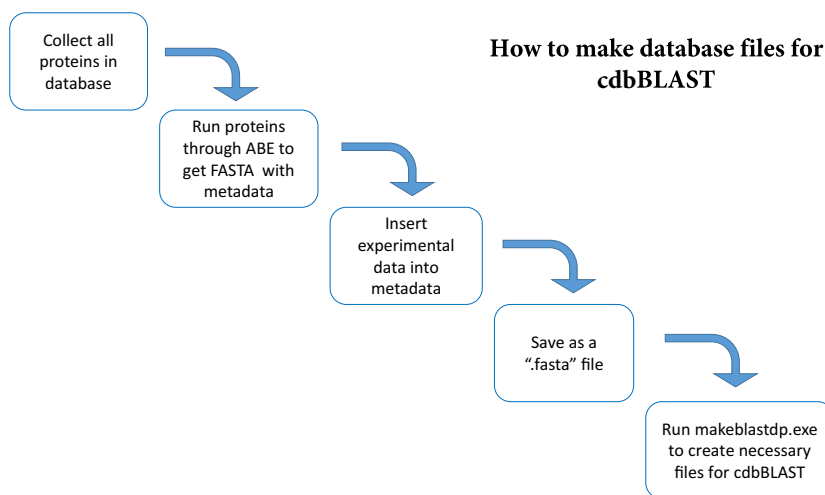 Collect all
proteins in
database
How to make database files for
cdbBLAST
Run proteins
through ABE to
get FASTA with
metadata
Insert
experimental
data into
metadata
Save as a
“.fasta” file
Run makeblastdp.exe
to create necessary
files for cdbBLAST